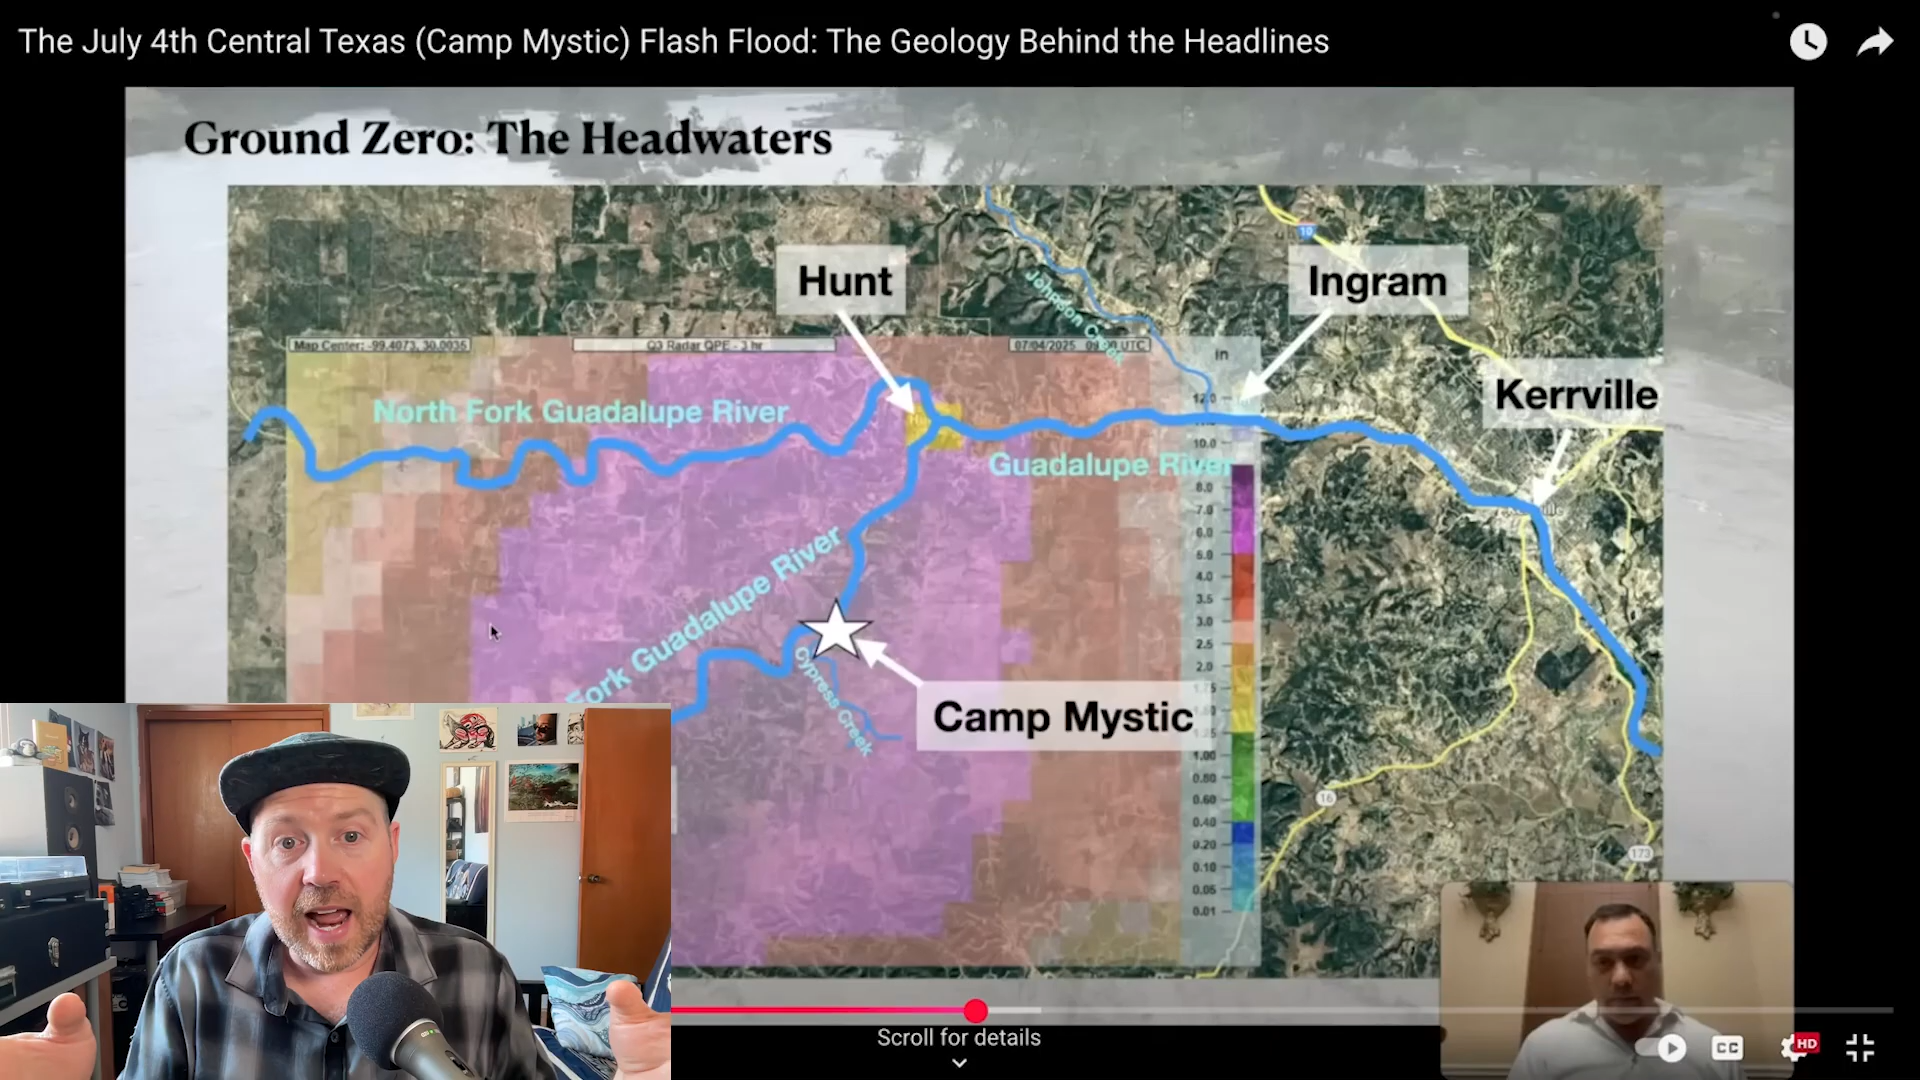 The July 4th Central Texas (Camp Mystic) Flash Flood: The Geology Behind the Headlines
Ground Zero: The Headwaters
10
Hunt
Ingram
Johnson Creek
Map Center: -99.4073, 30.0035
Q3 Radar QPE - 3 hr
07/04/2025
UTC
in
Kerrville
12.0
North Fork Guadalupe River
10.0
Guadalupe River
8.0
7.0
6.0
5.0
4.0
3.5
3.0
2.5
2.0
Fork Guadalupe River
Cypress Creek
Camp Mystic
1.00
0.80
0.60
0.40
0.20
0.10
0.05
0.01
16
173
Scroll for details
CC
HD